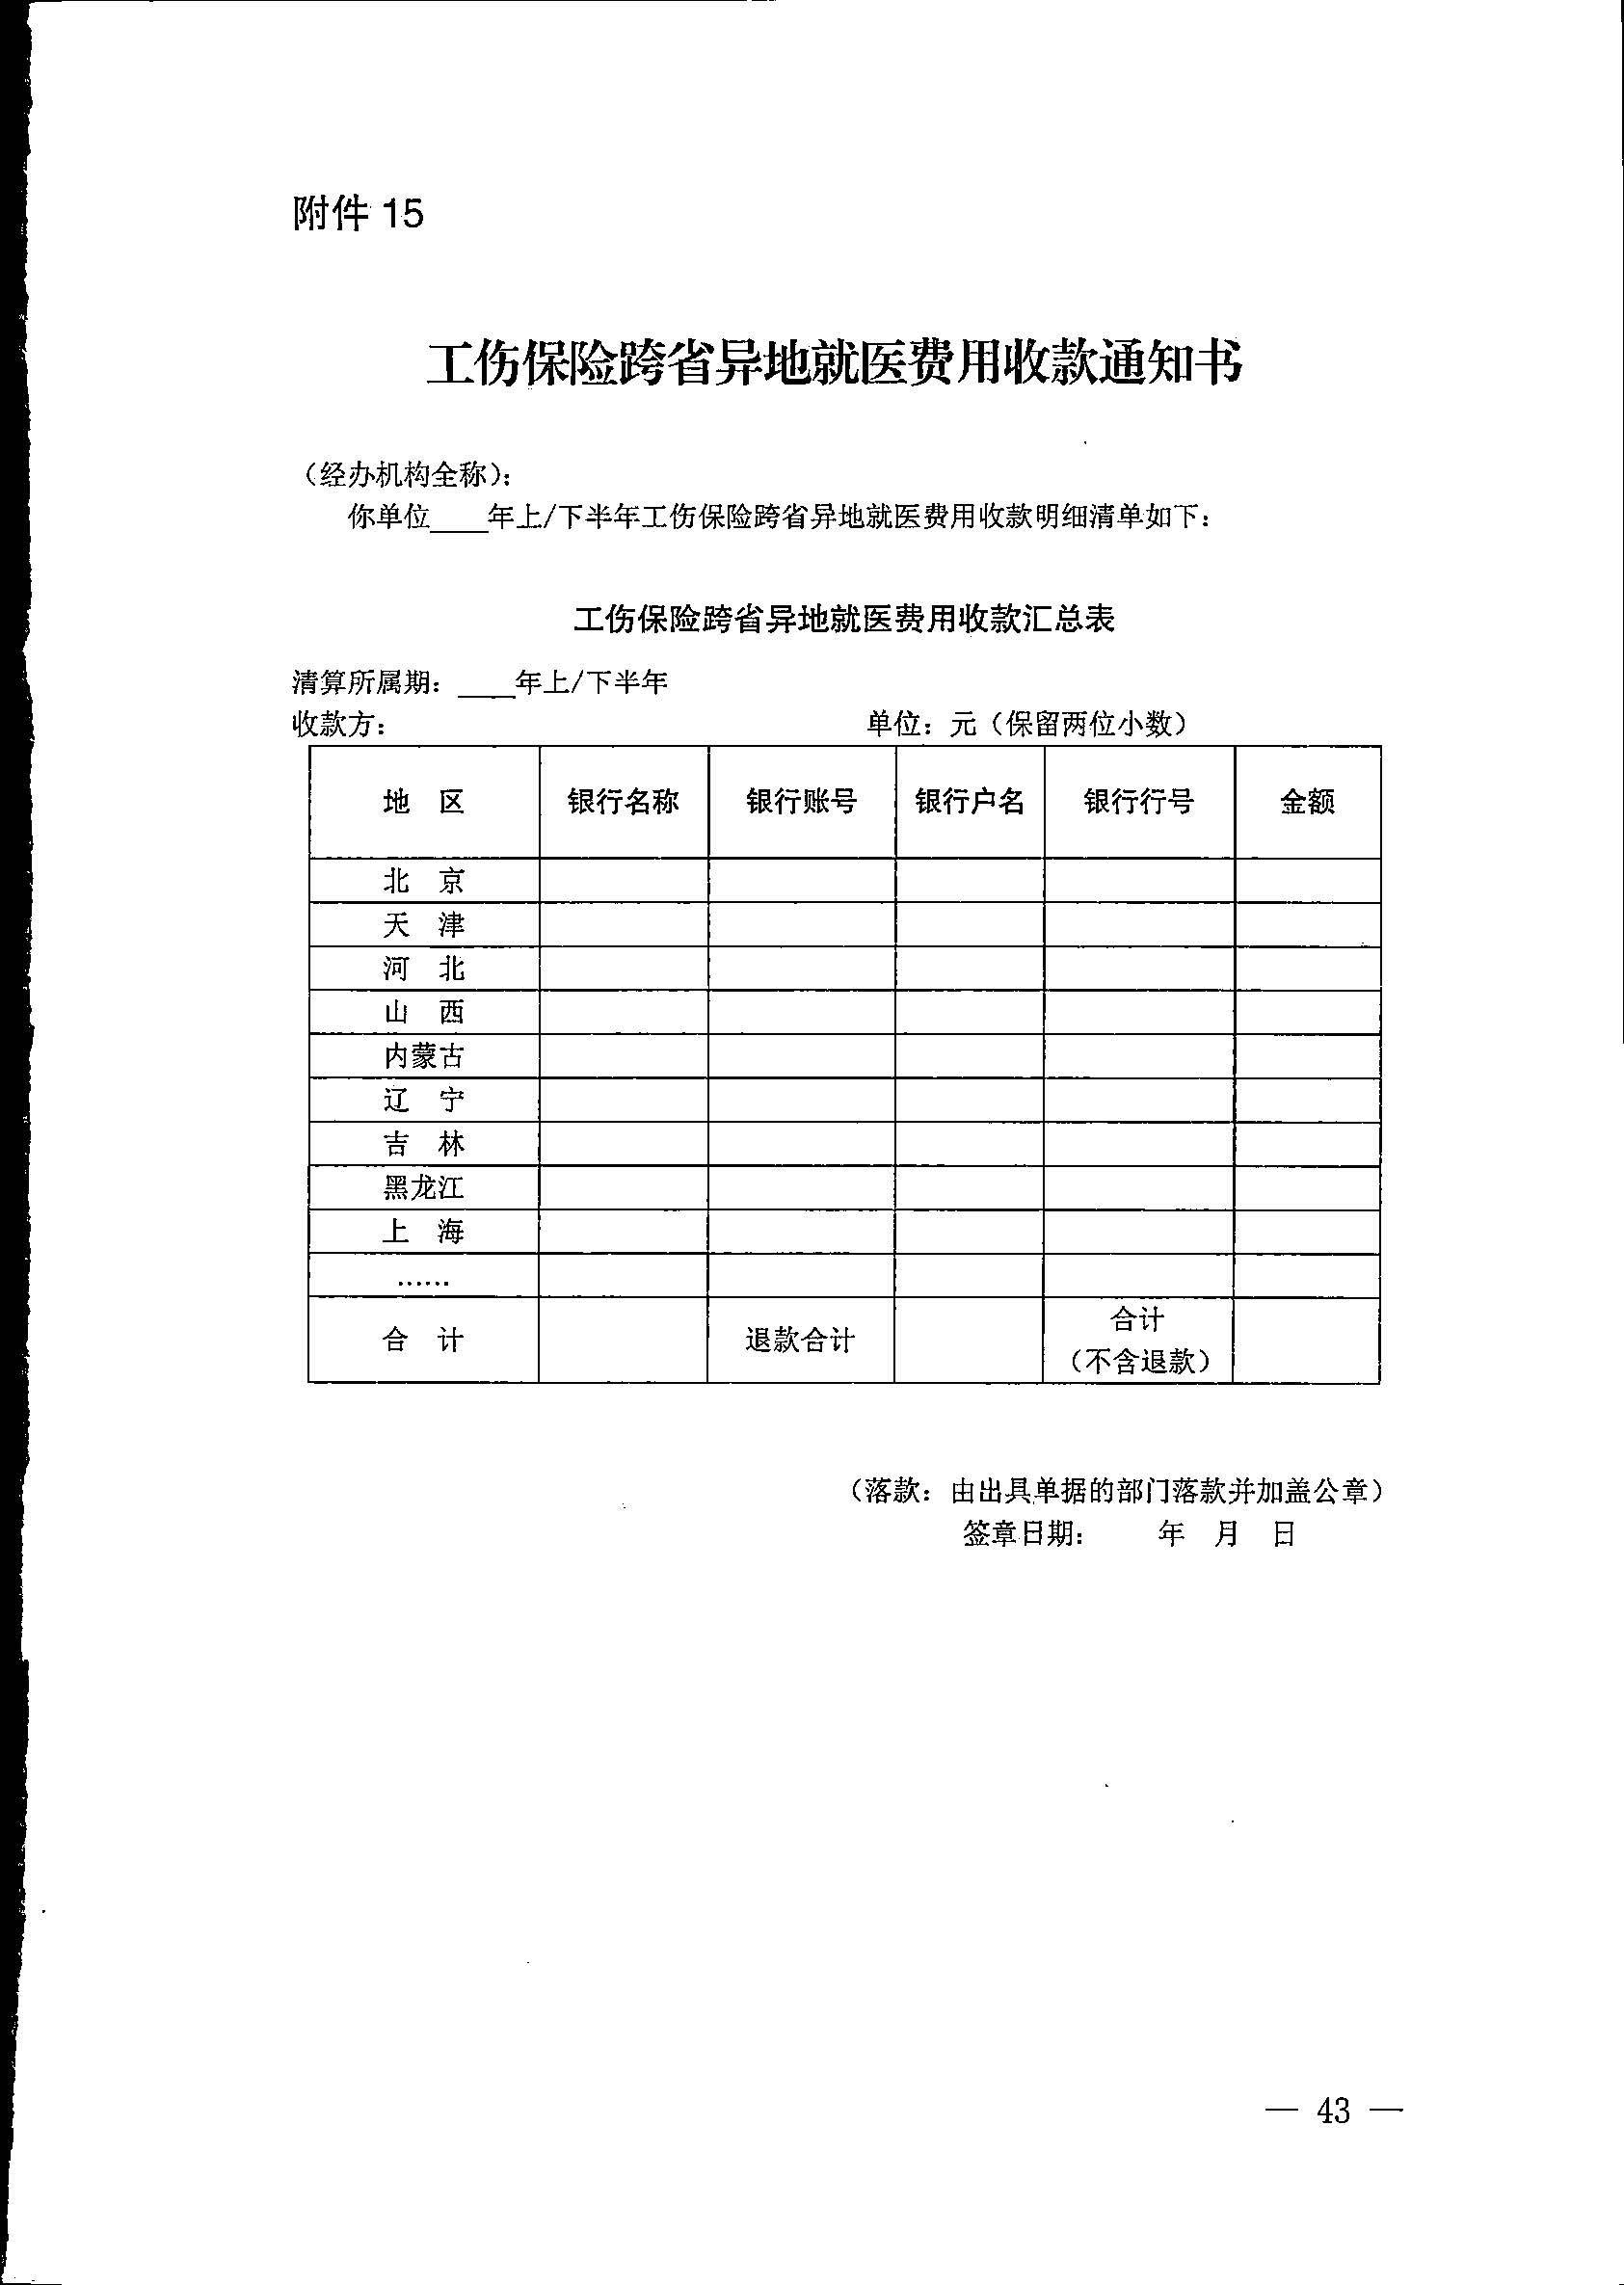 附件 15
工伤保险跨省异地就医费用收款通知书
（经办机构全称）：
你单位____年上/下半年工伤保险跨省异地就医费用收款明细清单如下：
工伤保险跨省异地就医费用收款汇总表
清算所属期：____年上/下半年
收款方： 单位：元（保留两位小数）
地 区 银行名称 银行账号 银行户名 银行行号 金额
北 京
天 津
河 北
山 西
内蒙古
辽 宁
吉 林
黑龙江
上 海
……
合 计 退款合计 合计
（不含退款）
（落款：由出具单据的部门落款并加盖公章）
签章日期： 年 月 日
— 43 —